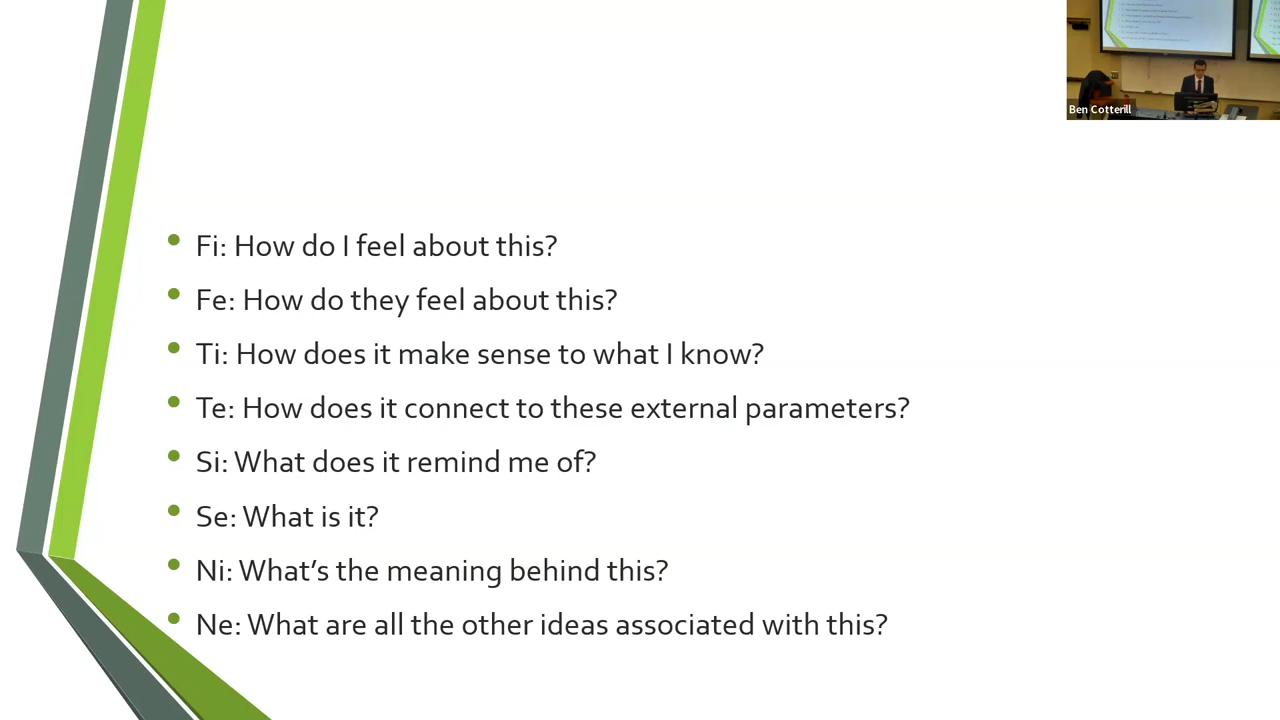 Ben Cotterill
Fi: How do I feel about this?
Fe: How do they feel about this?
Ti: How does it make sense to what I know?
Te: How does it connect to these external parameters?
Si: What does it remind me of?
Se: What is it?
Ni: What’s the meaning behind this?
Ne: What are all the other ideas associated with this?